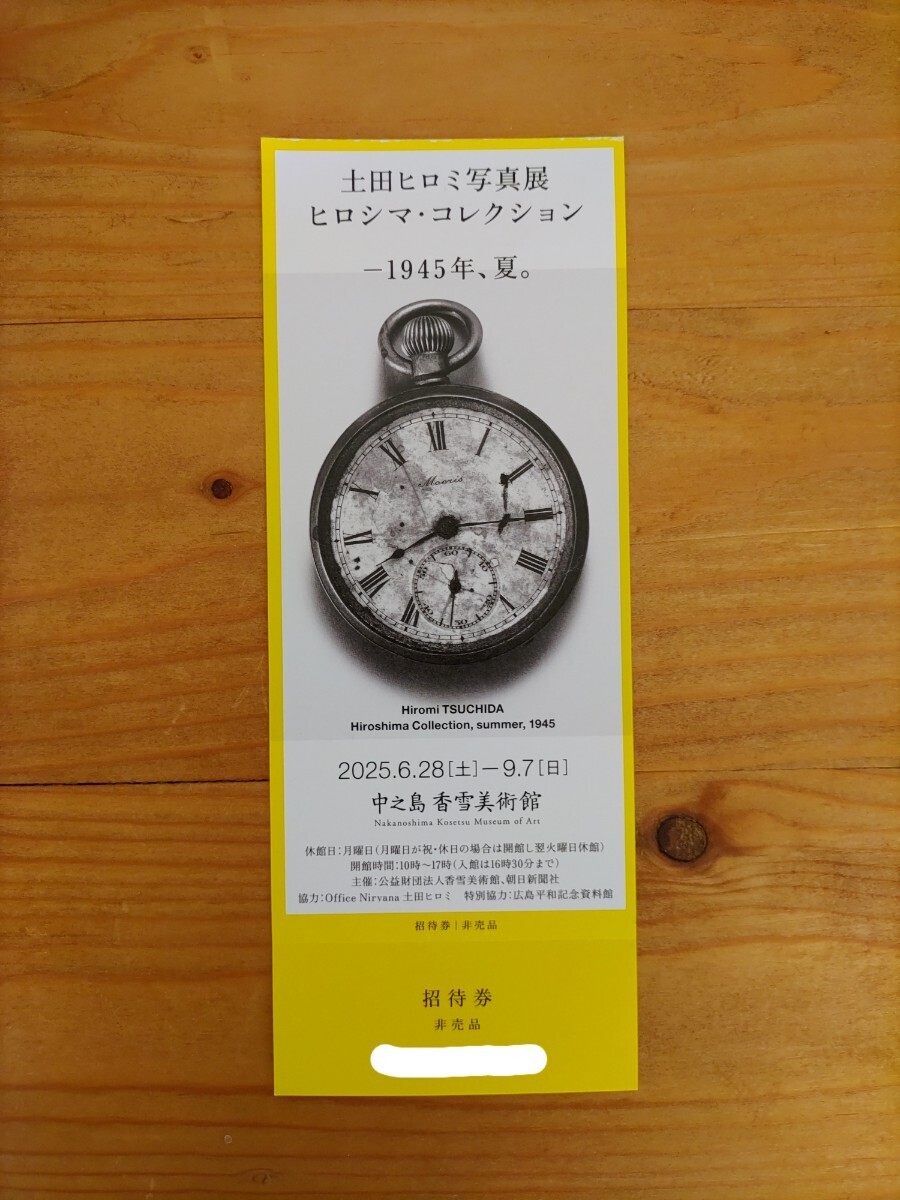 土田ヒロミ写真展
ヒロシマ・コレクション
－1945年、夏。
Moeris
60
30
Hiromi TSUCHIDA
Hiroshima Collection, summer, 1945
2025.6.28[土]－9.7[日]
中之島 香雪美術館
Nakanoshima Kosetsu Museum of Art
休館日：月曜日（月曜日が祝・休日の場合は開館し翌火曜日休館）
開館時間：10時〜17時（入館は16時30分まで）
主催：公益財団法人香雪美術館、朝日新聞社
協力：Office Nirvana 土田ヒロミ　特別協力：広島平和記念資料館
招待券｜非売品
招待券
非売品